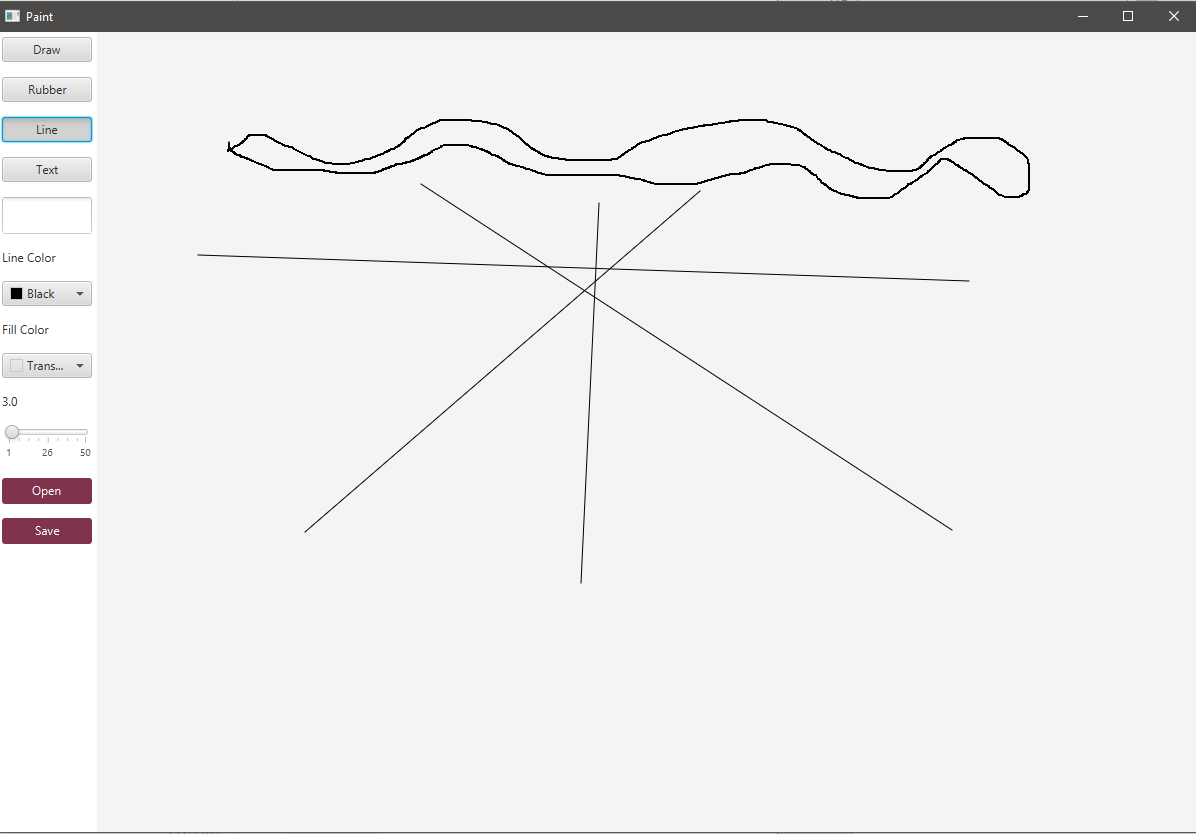 Paint
Draw
Rubber
Line
Text
Line Color
Black
Fill Color
Trans...
3.0
1 26 50
Open
Save